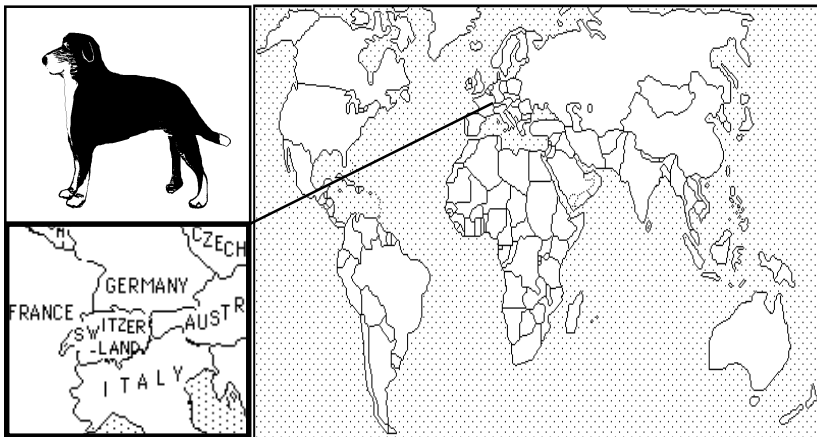 CZECH
GERMANY
FRANCE
AUSTR
SWITZER
-LAND
ITALY